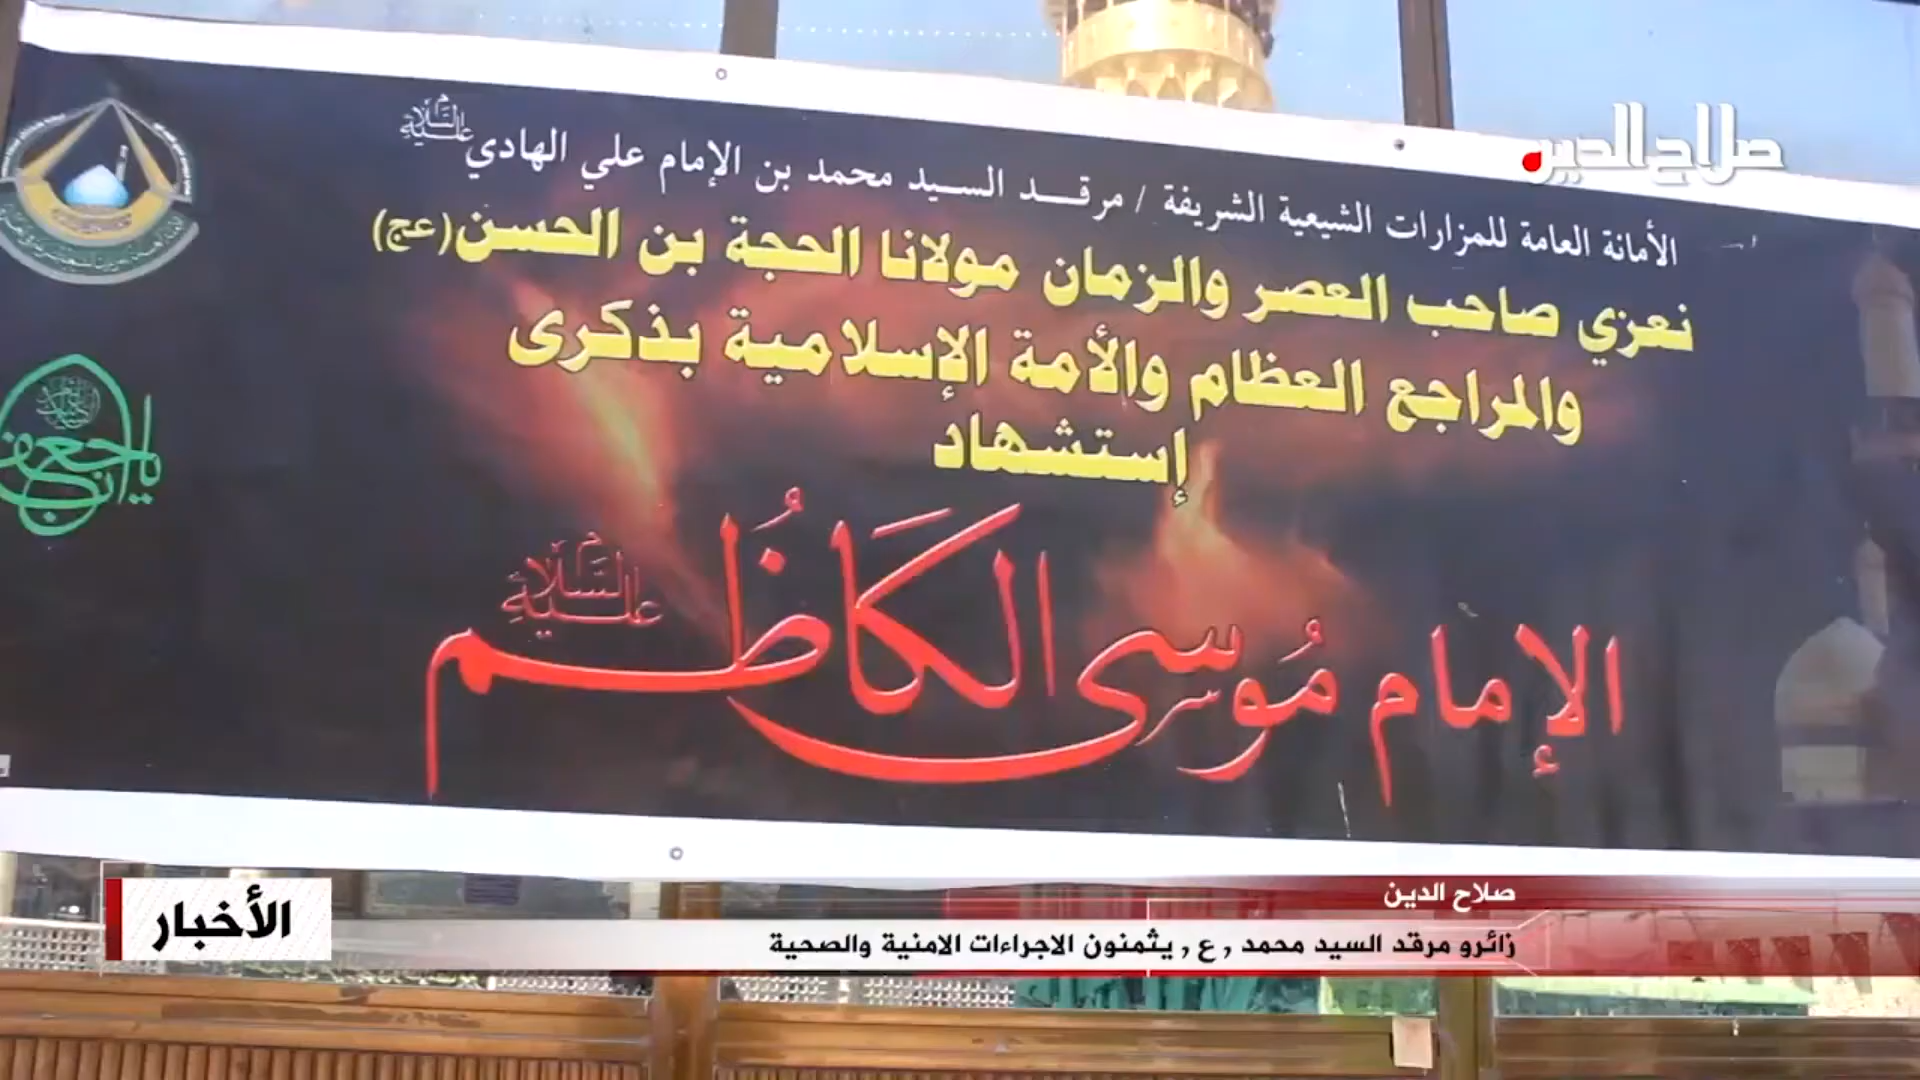 صلاح الدين
الأمانة العامة للمزارات الشيعية الشريفة / مرقد السيد محمد بن الإمام علي الهادي عليه السلام
نعزي صاحب العصر والزمان مولانا الحجة بن الحسن (عج)
والمراجع العظام والأمة الإسلامية بذكرى
إستشهاد
الإمام مُوسى الكَاظُم عليه السلام
صلاح الدين
الأخبار
زائرو مرقد السيد محمد , ع , يثمنون الاجراءات الامنية والصحية